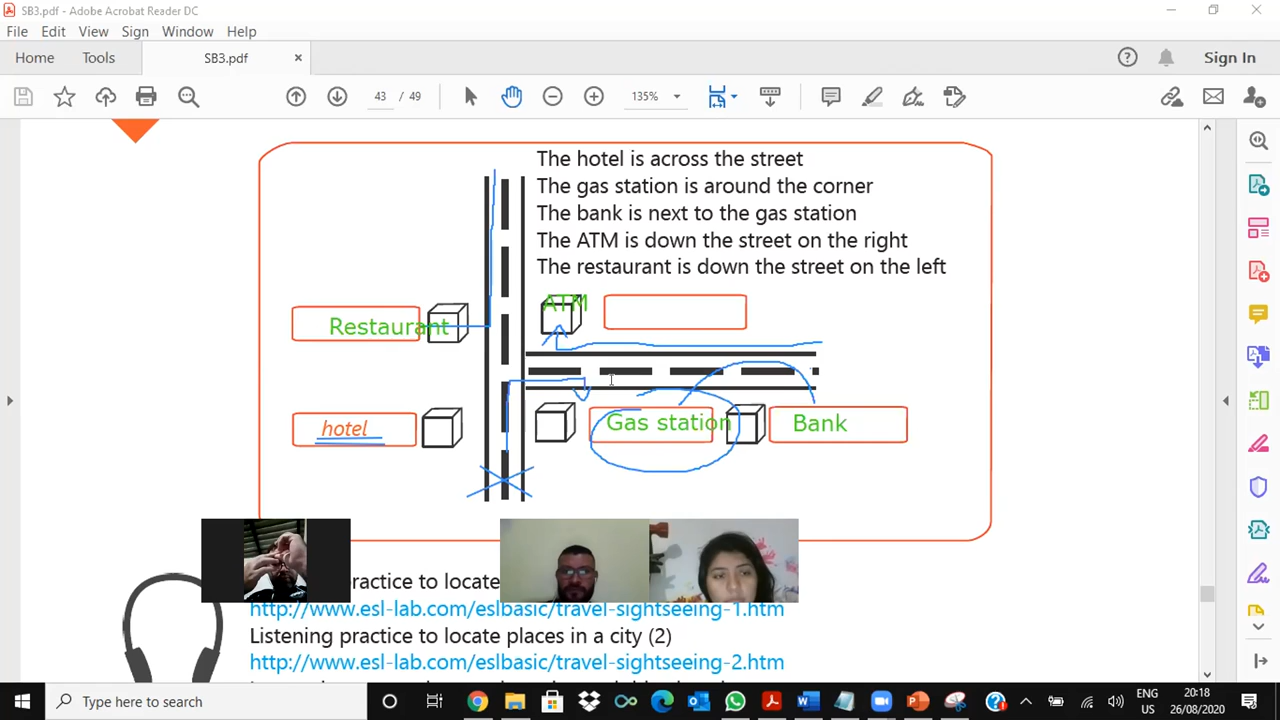 SB3.pdf - Adobe Acrobat Reader DC
File Edit View Sign Window Help
Home Tools SB3.pdf × Sign In
43 / 49 135%
The hotel is across the street
The gas station is around the corner
The bank is next to the gas station
The ATM is down the street on the right
The restaurant is down the street on the left
ATM
Restaurant
hotel
Gas station
Bank
ractice to locate
http://www.esl-lab.com/eslbasic/travel-sightseeing-1.htm
Listening practice to locate places in a city (2)
http://www.esl-lab.com/eslbasic/travel-sightseeing-2.htm
Type here to search
ENG
US
20:18
26/08/2020